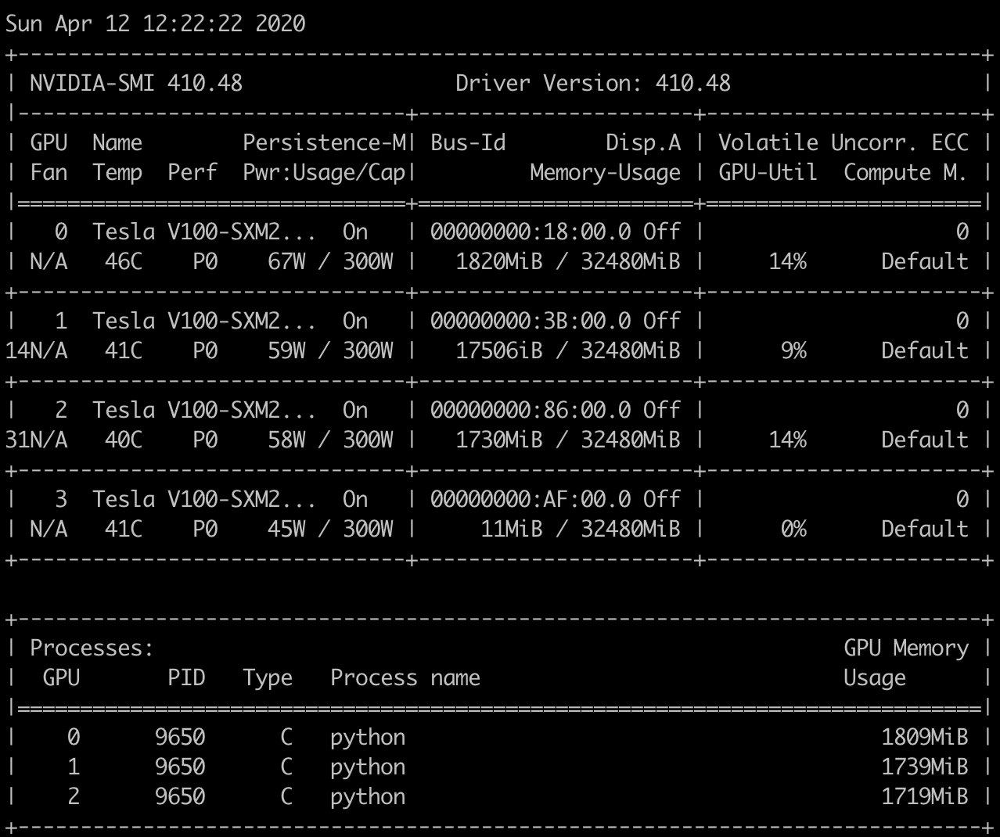 Sun Apr 12 12:22:22 2020
+-----------------------------------------------------------------------------+
| NVIDIA-SMI 410.48                 Driver Version: 410.48                    |
|-------------------------------+----------------------+----------------------+
| GPU  Name        Persistence-M| Bus-Id        Disp.A | Volatile Uncorr. ECC |
| Fan  Temp  Perf  Pwr:Usage/Cap|         Memory-Usage | GPU-Util  Compute M. |
|===============================+======================+======================|
|   0  Tesla V100-SXM2...  On   | 00000000:18:00.0 Off |                    0 |
| N/A   46C    P0    67W / 300W |   1820MiB / 32480MiB |     14%      Default |
+-------------------------------+----------------------+----------------------+
|   1  Tesla V100-SXM2...  On   | 00000000:3B:00.0 Off |                    0 |
14N/A   41C    P0    59W / 300W |   17506iB / 32480MiB |      9%      Default |
+-------------------------------+----------------------+----------------------+
|   2  Tesla V100-SXM2...  On   | 00000000:86:00.0 Off |                    0 |
31N/A   40C    P0    58W / 300W |   1730MiB / 32480MiB |     14%      Default |
+-------------------------------+----------------------+----------------------+
|   3  Tesla V100-SXM2...  On   | 00000000:AF:00.0 Off |                    0 |
| N/A   41C    P0    45W / 300W |     11MiB / 32480MiB |      0%      Default |
+-------------------------------+----------------------+----------------------+

+-----------------------------------------------------------------------------+
| Processes:                                                       GPU Memory |
|  GPU       PID   Type   Process name                             Usage      |
|=============================================================================|
|    0      9650      C   python                                      1809MiB |
|    1      9650      C   python                                      1739MiB |
|    2      9650      C   python                                      1719MiB |
+-----------------------------------------------------------------------------+